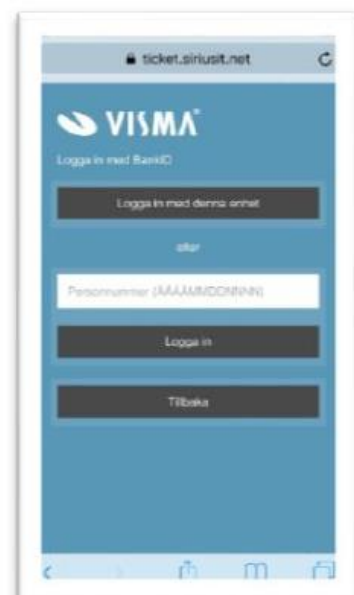 ticket.siriusit.net
VISMA
Logga in med BankID
Logga in med denna enhet
eller
Personnummer (ÅÅÅÅMMDDNNNN)
Logga in
Tillbaka